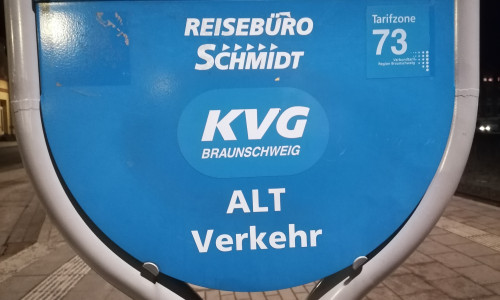 REISEBÜRO
SCHMIDT
Tarifzone
73
KVG
BRAUNSCHWEIG
ALT
Verkehr